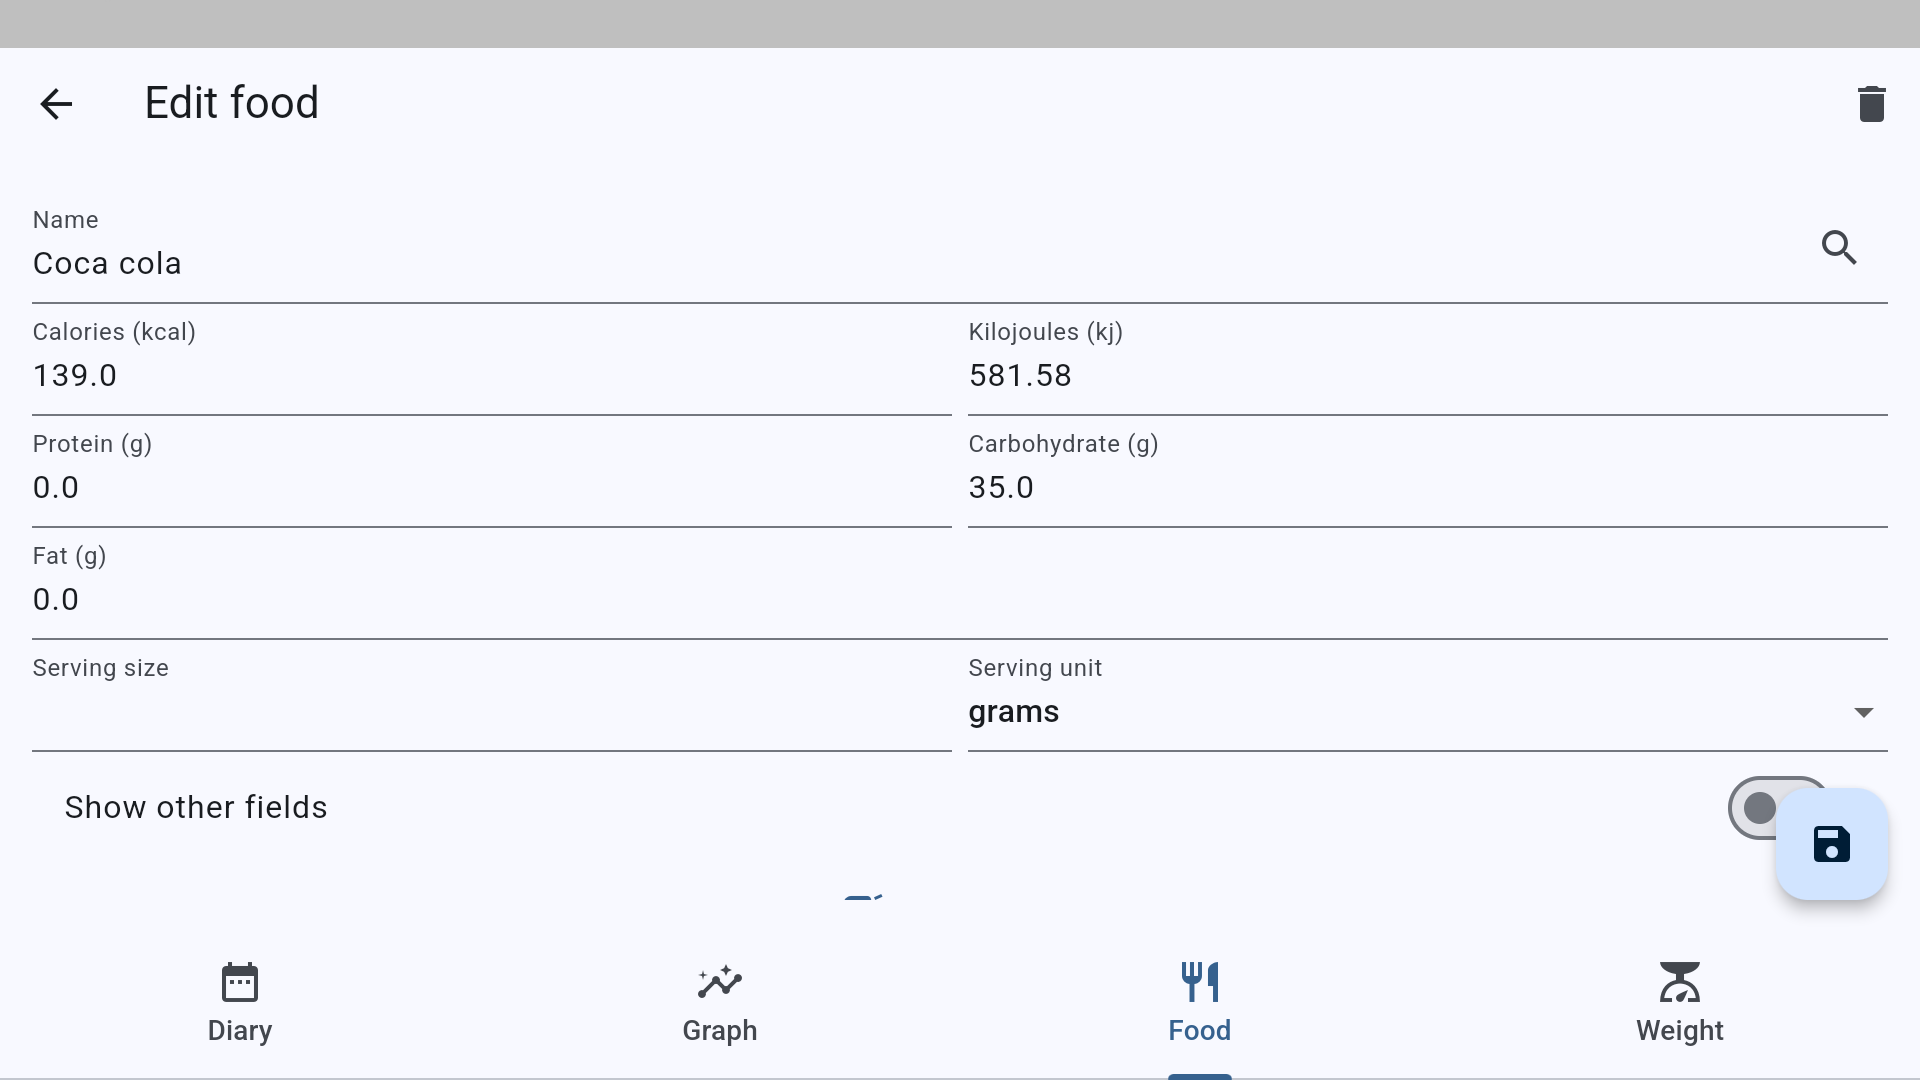 Edit food
Name
Coca cola
Calories (kcal)
139.0
Kilojoules (kj)
581.58
Protein (g)
0.0
Carbohydrate (g)
35.0
Fat (g)
0.0
Serving size
Serving unit
grams
Show other fields
Diary
Graph
Food
Weight